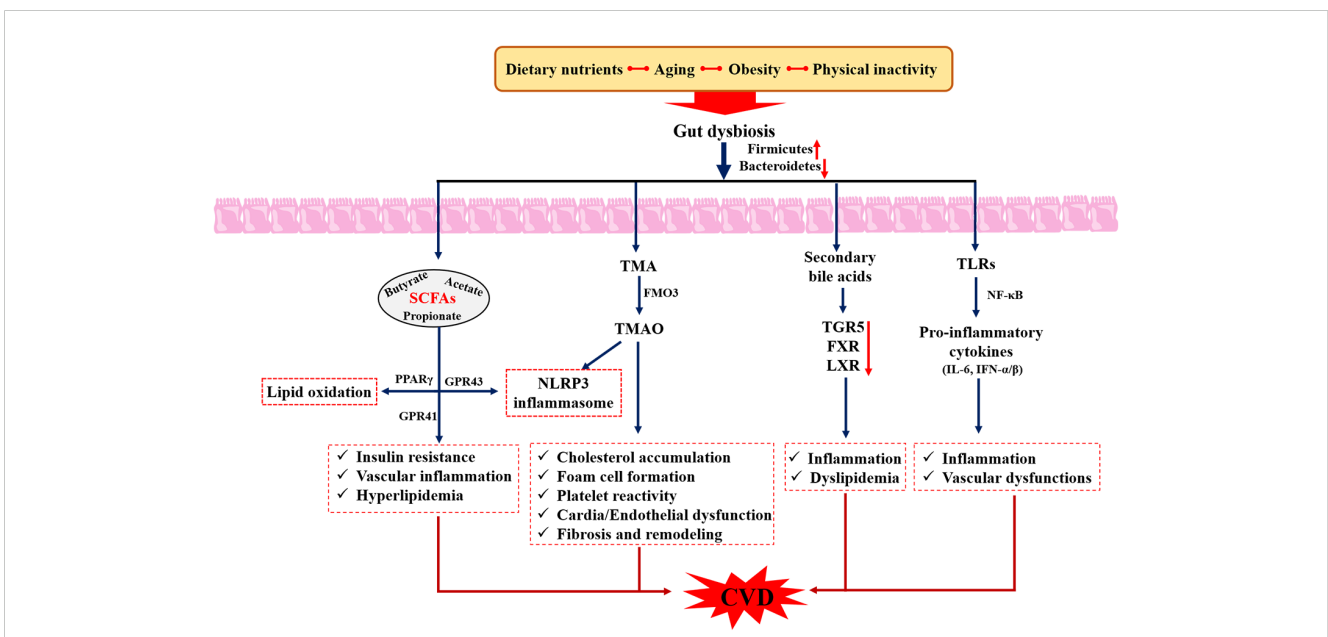 Dietary nutrients Aging Obesity Physical inactivity
Gut dysbiosis
Firmicutes
Bacteroidetes
Butyrate
Acetate
SCFAs
Propionate
TMA
FMO3
TMAO
Secondary
bile acids
TGR5
FXR
LXR
TLRs
NF-κB
Pro-inflammatory
cytokines
(IL-6, IFN-α/β)
PPARγ
GPR43
GPR41
Lipid oxidation
NLRP3
inflammasome
✓ Insulin resistance
✓ Vascular inflammation
✓ Hyperlipidemia
✓ Cholesterol accumulation
✓ Foam cell formation
✓ Platelet reactivity
✓ Cardia/Endothelial dysfunction
✓ Fibrosis and remodeling
✓ Inflammation
✓ Dyslipidemia
✓ Inflammation
✓ Vascular dysfunctions
CVD